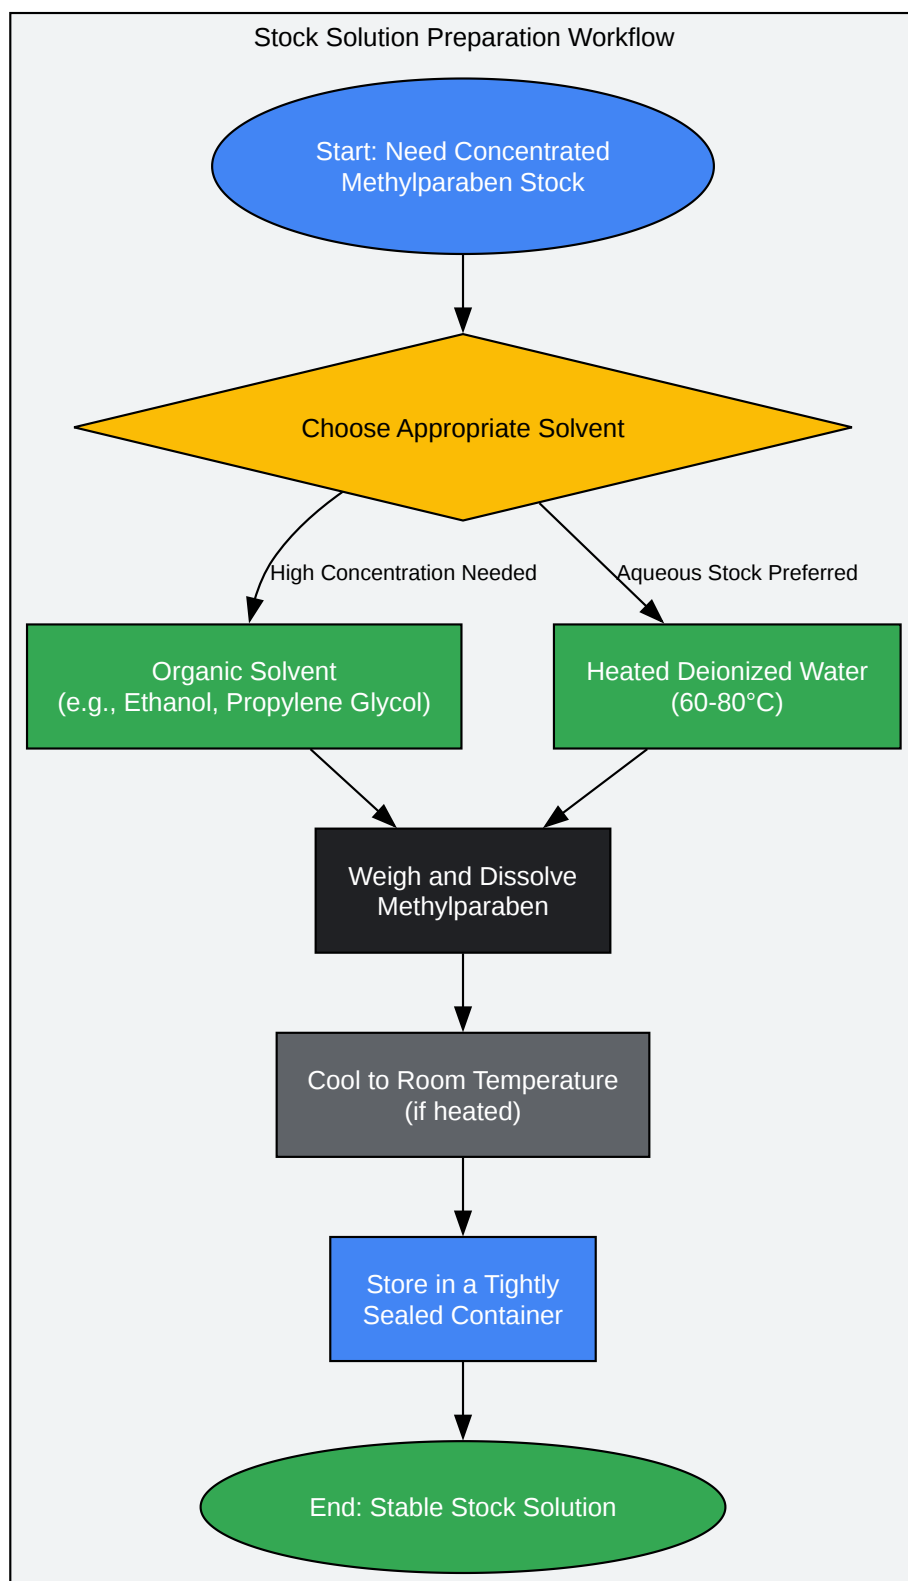 Stock Solution Preparation Workflow
Start: Need Concentrated
Methylparaben Stock
Choose Appropriate Solvent
High Concentration Needed
Aqueous Stock Preferred
Organic Solvent
(e.g., Ethanol, Propylene Glycol)
Heated Deionized Water
(60-80°C)
Weigh and Dissolve
Methylparaben
Cool to Room Temperature
(if heated)
Store in a Tightly
Sealed Container
End: Stable Stock Solution